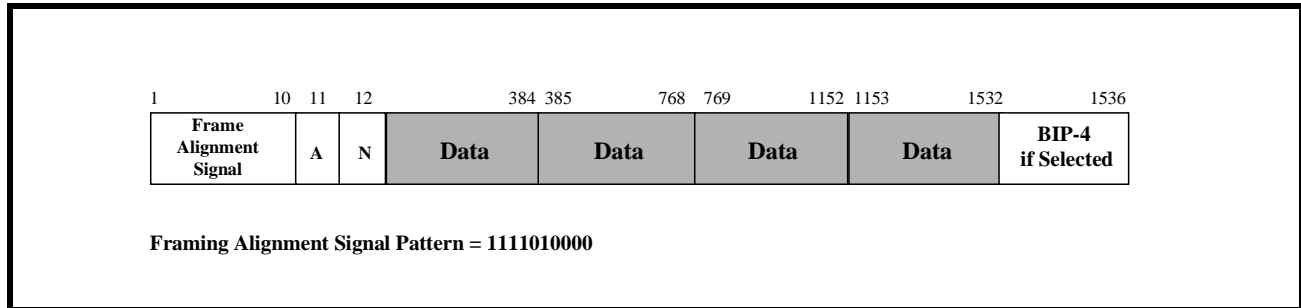 1 10 11 12 384 385 768 769 1152 1153 1532 1536
Frame
Alignment
Signal
A N Data Data Data Data
BIP-4
if Selected
Framing Alignment Signal Pattern = 1111010000